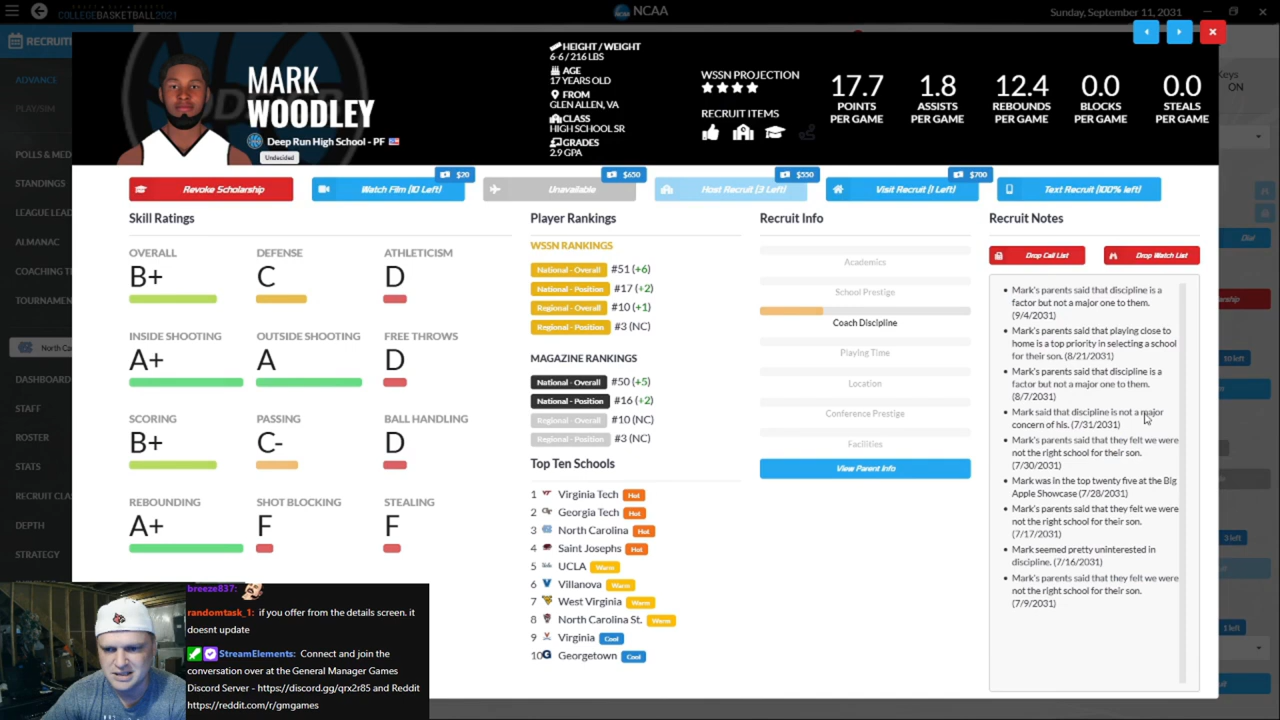 COLLEGEBASKETBALL2021
NCAA
Sunday, September 11, 2031
RECRUITI
ADVANCE
PLAY/SIM
POLLS & MED
STANDINGS
LEAGUE LEAD
ALMANAC
COACHING T
TOURNAMEN
North Ca
DASHBOARD
STAFF
ROSTER
STATS
RECRUIT CLA
DEPTH
STRATEGY
MARK
WOODLEY
Deep Run High School - PF
Undecided
HEIGHT / WEIGHT
6-6 / 216 LBS
AGE
17 YEARS OLD
FROM
GLEN ALLEN, VA
CLASS
HIGH SCHOOL SR
GRADES
2.9 GPA
WSSN PROJECTION
RECRUIT ITEMS
17.7
POINTS
PER GAME
1.8
ASSISTS
PER GAME
12.4
REBOUNDS
PER GAME
0.0
BLOCKS
PER GAME
0.0
STEALS
PER GAME
Keys
ON
Revoke Scholarship
$20
Watch Film (10 Left)
$650
Unavailable
$550
Host Recruit (3 Left)
$700
Visit Recruit (1 Left)
Text Recruit (100% left)
Skill Ratings
OVERALL
B+
DEFENSE
C
ATHLETICISM
D
INSIDE SHOOTING
A+
OUTSIDE SHOOTING
A
FREE THROWS
D
SCORING
B+
PASSING
C-
BALL HANDLING
D
REBOUNDING
A+
SHOT BLOCKING
F
STEALING
F
Player Rankings
WSSN RANKINGS
National - Overall #51 (+6)
National - Position #17 (+2)
Regional - Overall #10 (+1)
Regional - Position #3 (NC)
MAGAZINE RANKINGS
National - Overall #50 (+5)
National - Position #16 (+2)
Regional - Overall #10 (NC)
Regional - Position #3 (NC)
Top Ten Schools
1 Virginia Tech Hot
2 Georgia Tech Hot
3 North Carolina Hot
4 Saint Josephs Hot
5 UCLA Warm
6 Villanova Warm
7 West Virginia Warm
8 North Carolina St. Warm
9 Virginia Cool
10 Georgetown Cool
Recruit Info
Academics
School Prestige
Coach Discipline
Playing Time
Location
Conference Prestige
Facilities
View Parent Info
Recruit Notes
Drop Call List
Drop Watch List
Mark's parents said that discipline is a
factor but not a major one to them.
(9/4/2031)
Mark's parents said that playing close to
home is a top priority in selecting a school
for their son. (8/21/2031)
Mark's parents said that discipline is a
factor but not a major one to them.
(8/7/2031)
Mark said that discipline is not a major
concern of his. (7/31/2031)
Mark's parents said that they felt we were
not the right school for their son.
(7/30/2031)
Mark was in the top twenty five at the Big
Apple Showcase (7/28/2031)
Mark's parents said that they felt we were
not the right school for their son.
(7/17/2031)
Mark seemed pretty uninterested in
discipline. (7/16/2031)
Mark's parents said that they felt we were
not the right school for their son.
(7/9/2031)
Dial
10 left
3 left
1 left
breeze837:
randomtask_1: if you offer from the details screen. it
doesnt update
StreamElements: Connect and join the
conversation over at the General Manager Games
Discord Server - https://discord.gg/qrx2r85 and Reddit
https://reddit.com/r/gmgames